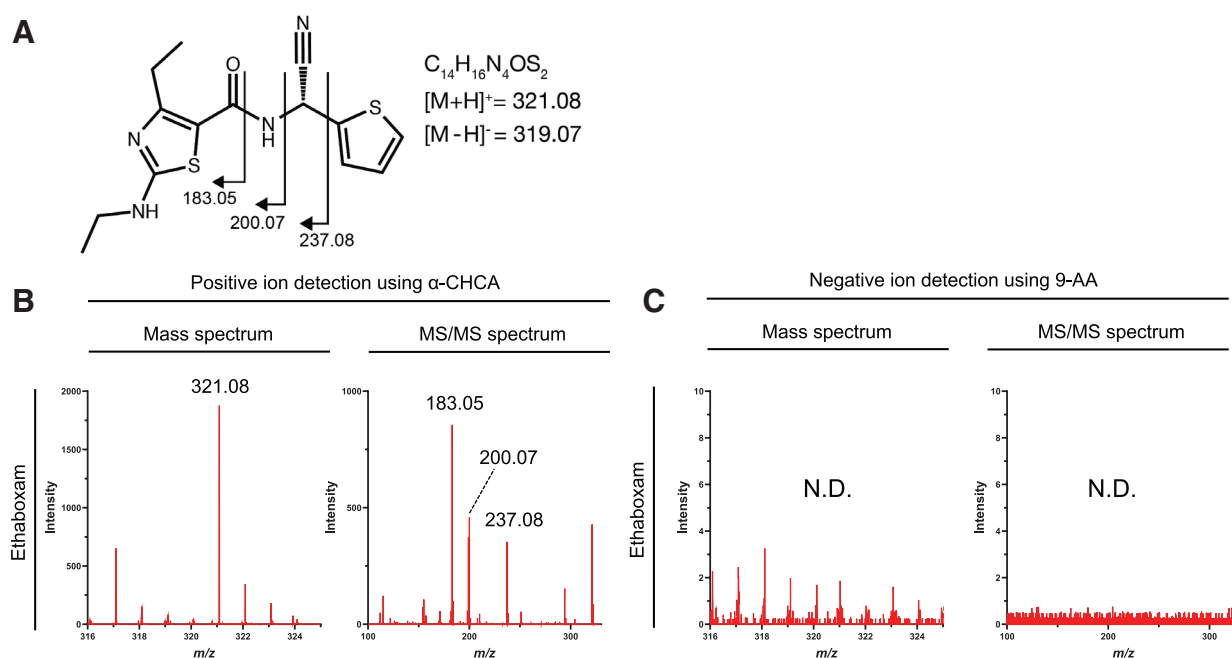 A
N
O
N
H
S
N
S
NH
C₁₄H₁₆N₄OS₂
[M+H]⁺= 321.08
[M-H]⁻= 319.07
183.05
200.07
237.08
B
Positive ion detection using α-CHCA
Mass spectrum
MS/MS spectrum
Ethaboxam
Intensity
2000
1500
1000
500
0
316 318 320 322 324
m/z
321.08
Intensity
1000
500
0
100 200 300
m/z
183.05
200.07
237.08
C
Negative ion detection using 9-AA
Mass spectrum
MS/MS spectrum
Ethaboxam
Intensity
10
8
6
4
2
0
316 318 320 322 324
m/z
N.D.
Intensity
10
8
6
4
2
0
100 200 300
m/z
N.D.